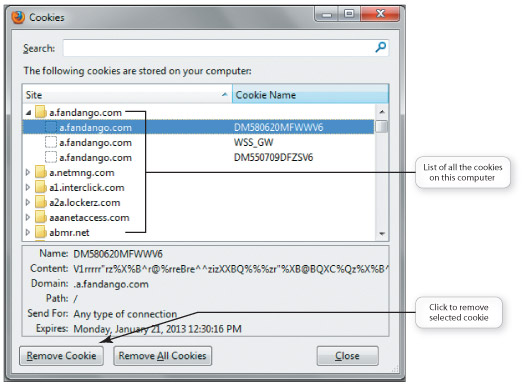 Cookies
Search:
The following cookies are stored on your computer:
Site Cookie Name
a.fandango.com
a.fandango.com DM580620MFWWV6
a.fandango.com WSS_GW
a.fandango.com DM550709DFZSV6
a.netmng.com
a1.interclick.com
a2a.lockerz.com
aaanetaccess.com
abmr.net
List of all the cookies
on this computer
Name: DM580620MFWWV6
Content: V1rrrrr"rz%X%B^r@%rreBre^^zizXXBQ%%%zr"%XB@BQXC%Qz%X%B^
Domain: .a.fandango.com
Path: /
Send For: Any type of connection
Expires: Monday, January 21, 2013 12:30:16 PM
Click to remove
selected cookie
Remove Cookie Remove All Cookies Close